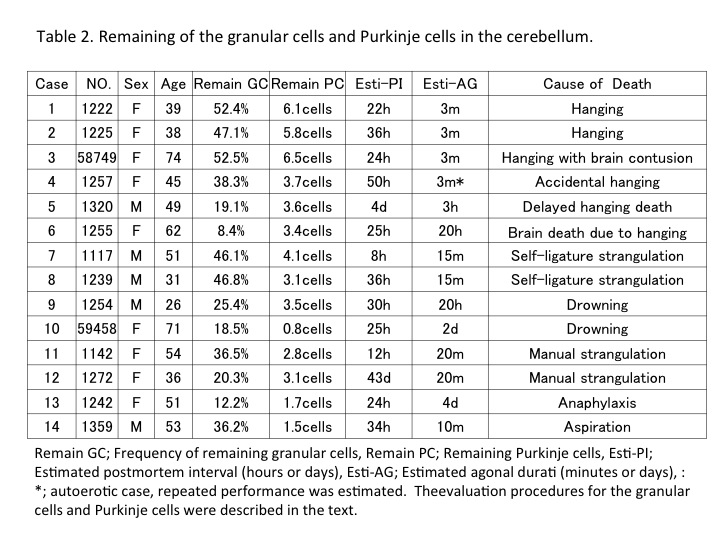 Table 2. Remaining of the granular cells and Purkinje cells in the cerebellum.
Case NO. Sex Age Remain GC Remain PC Esti-PI Esti-AG Cause of Death
1 1222 F 39 52.4% 6.1cells 22h 3m Hanging
2 1225 F 38 47.1% 5.8cells 36h 3m Hanging
3 58749 F 74 52.5% 6.5cells 24h 3m Hanging with brain contusion
4 1257 F 45 38.3% 3.7cells 50h 3m* Accidental hanging
5 1320 M 49 19.1% 3.6cells 4d 3h Delayed hanging death
6 1255 F 62 8.4% 3.4cells 25h 20h Brain death due to hanging
7 1117 M 51 46.1% 4.1cells 8h 15m Self-ligature strangulation
8 1239 M 31 46.8% 3.1cells 36h 15m Self-ligature strangulation
9 1254 M 26 25.4% 3.5cells 30h 20h Drowning
10 59458 F 71 18.5% 0.8cells 25h 2d Drowning
11 1142 F 54 36.5% 2.8cells 12h 20m Manual strangulation
12 1272 F 36 20.3% 3.1cells 43d 20m Manual strangulation
13 1242 F 51 12.2% 1.7cells 24h 4d Anaphylaxis
14 1359 M 53 36.2% 1.5cells 34h 10m Aspiration
Remain GC; Frequency of remaining granular cells, Remain PC; Remaining Purkinje cells, Esti-PI;
Estimated postmortem interval (hours or days), Esti-AG; Estimated agonal durati (minutes or days), :
*; autoerotic case, repeated performance was estimated. Theevaluation procedures for the granular
cells and Purkinje cells were described in the text.